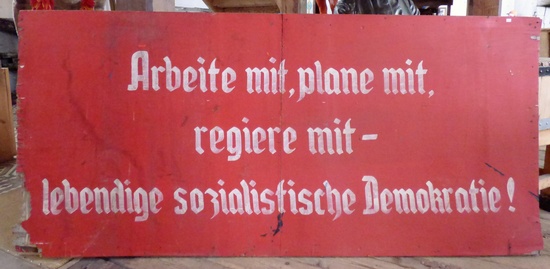 Arbeite mit, plane mit,
regiere mit –
lebendige sozialistische Demokratie!